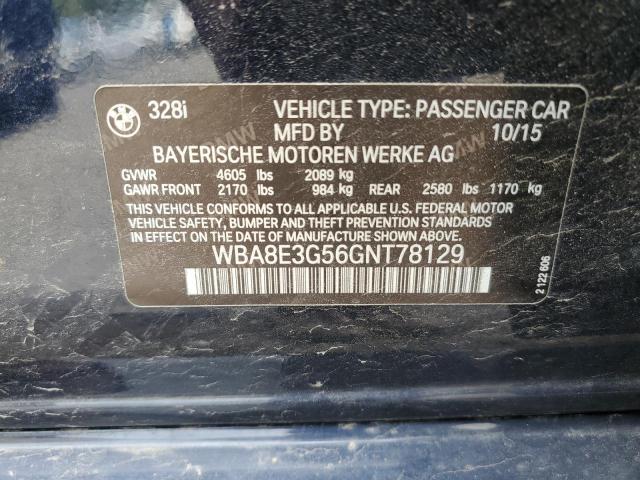 328i VEHICLE TYPE: PASSENGER CAR
MFD BY 10/15
BAYERISCHE MOTOREN WERKE AG
GVWR 4605 lbs 2089 kg
GAWR FRONT 2170 lbs 984 kg REAR 2580 lbs 1170 kg
THIS VEHICLE CONFORMS TO ALL APPLICABLE U.S. FEDERAL MOTOR
VEHICLE SAFETY, BUMPER, AND THEFT PREVENTION STANDARDS
IN EFFECT ON THE DATE OF MANUFACTURE SHOWN ABOVE.
WBA8E3G56GNT78129
2 122 606